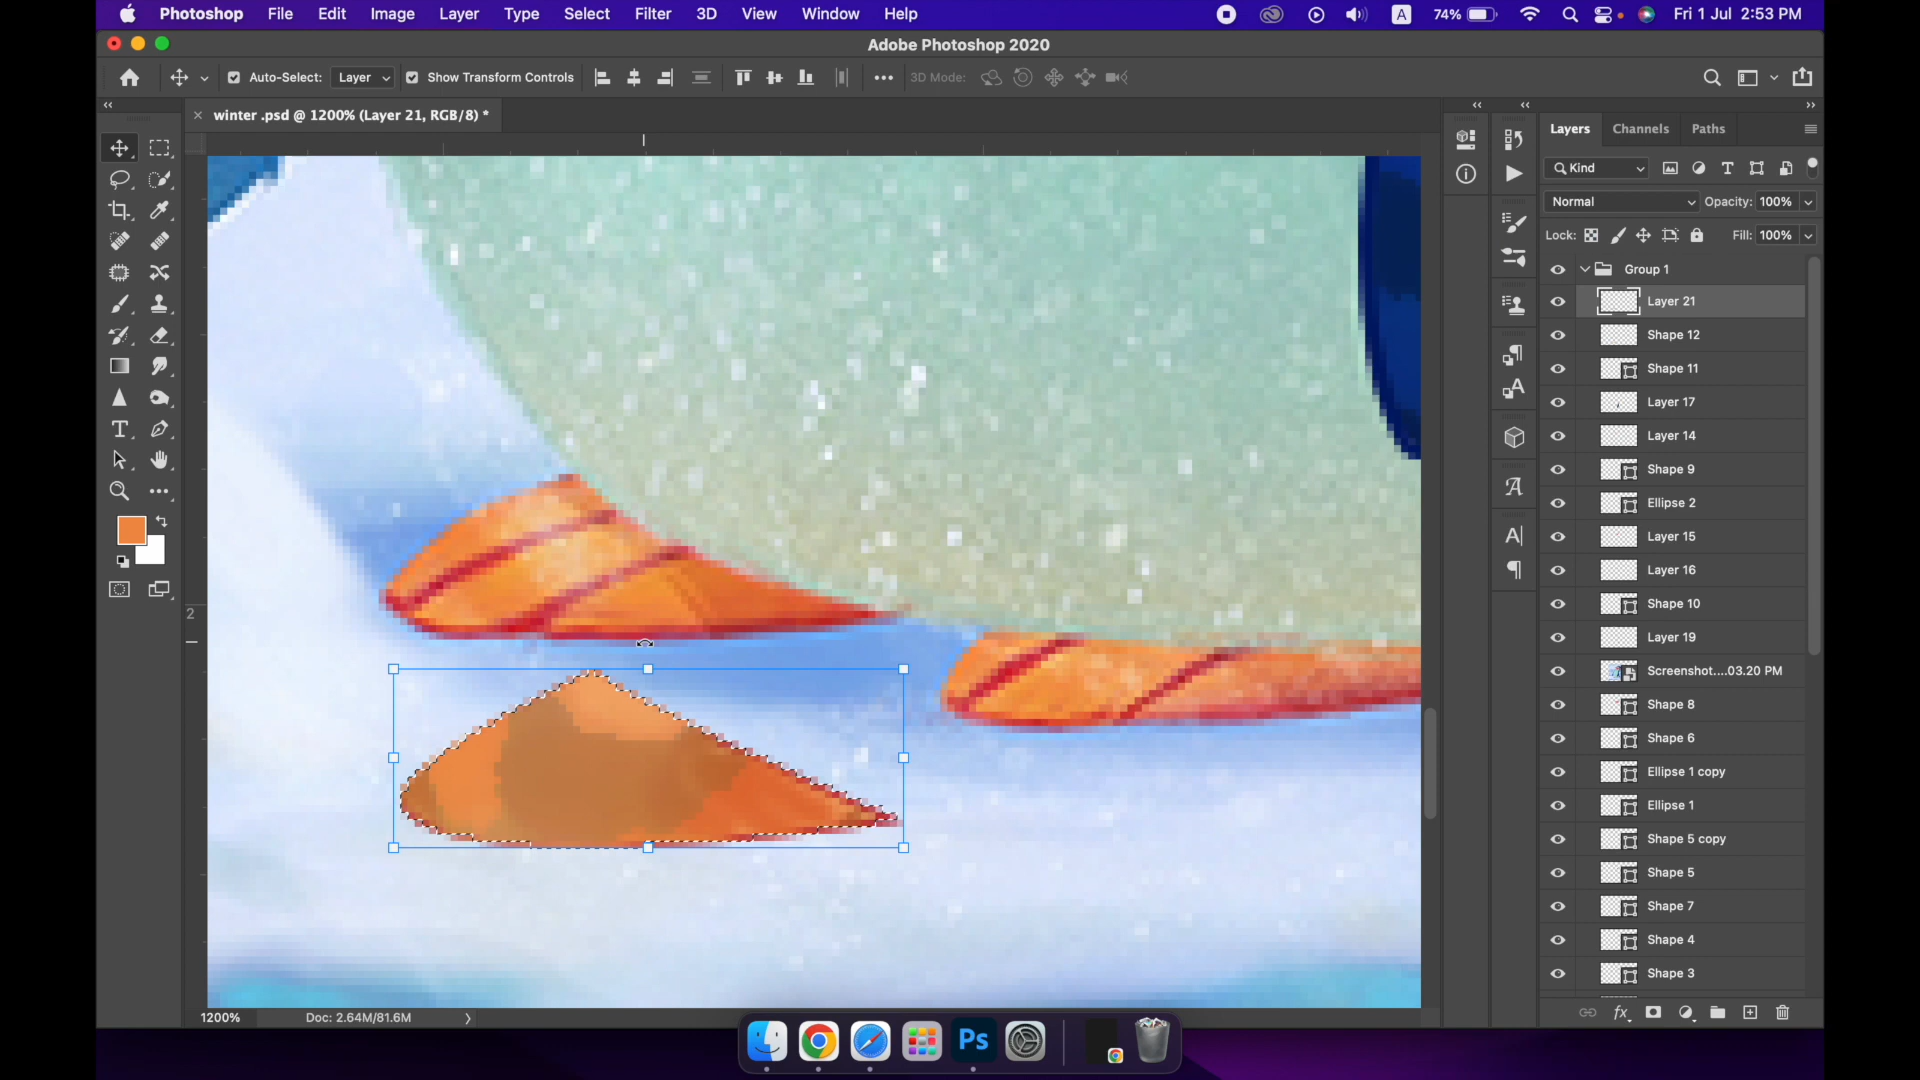 Photoshop File Edit Image Layer Type Select Filter 3D View Window Help A 74% Fri 1 Jul 2:53 PM
Adobe Photoshop 2020
Auto-Select: Layer Show Transform Controls 3D Mode:
winter .psd @ 1200% (Layer 21, RGB/8) *
Layers Channels Paths
Kind
Normal Opacity: 100%
Lock: Fill: 100%
Group 1
Layer 21
Shape 12
Shape 11
Layer 17
Layer 14
Shape 9
Ellipse 2
Layer 15
Layer 16
Shape 10
2
Layer 19
Screenshot....03.20 PM
Shape 8
Shape 6
Ellipse 1 copy
Ellipse 1
Shape 5 copy
Shape 5
Shape 7
Shape 4
Shape 3
1200% Doc: 2.64M/81.6M
fx
Ps